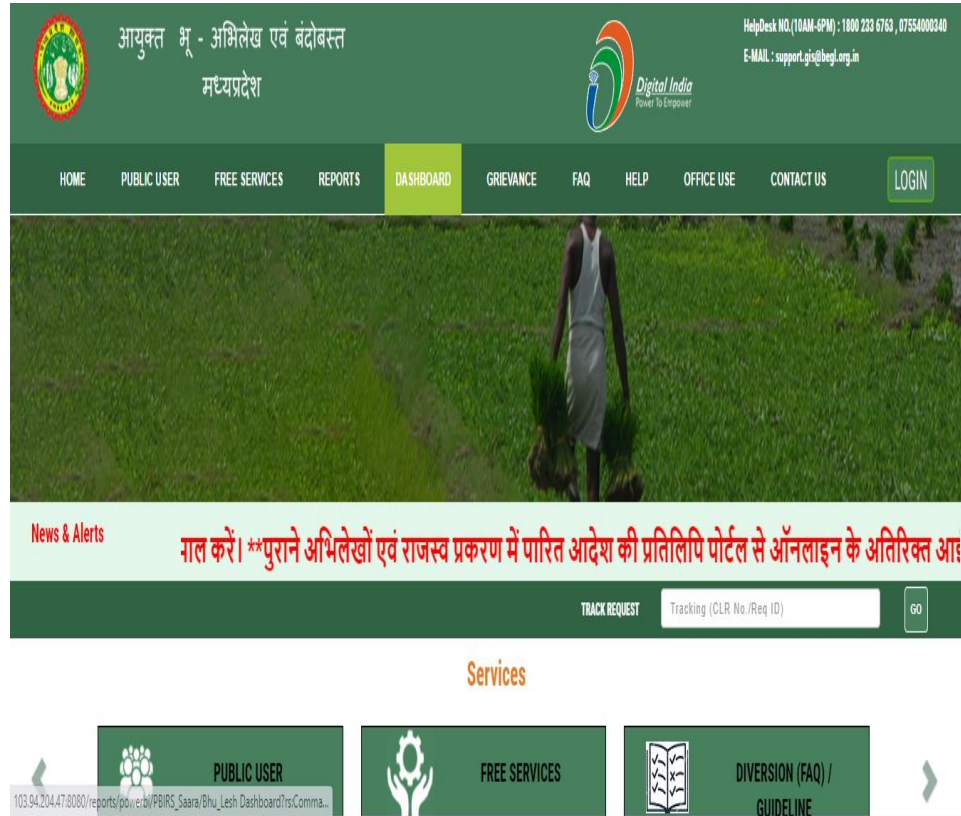 आयुक्त भू - अभिलेख एवं बंदोबस्त
मध्यप्रदेश
Digital India
Power To Empower
HelpDesk NO.(10AM-6PM) : 1800 233 6763 , 07554000340
E-MAIL : support.gis@begl.org.in
HOME PUBLIC USER FREE SERVICES REPORTS DASHBOARD GRIEVANCE FAQ HELP OFFICE USE CONTACT US LOGIN
News & Alerts
करें। **पुराने अभिलेखों एवं राजस्व प्रकरण में पारित आदेश की प्रतिलिपि पोर्टल से ऑनलाइन के अतिरिक्त
TRACK REQUEST Tracking (CLR No./Req ID) GO
Services
PUBLIC USER FREE SERVICES DIVERSION (FAQ) /
GUIDELINE
103.94.204.47:8080/reports/powerbi/PBIRS_Saara/Bhu_Lesh Dashboard?rs:Comma...